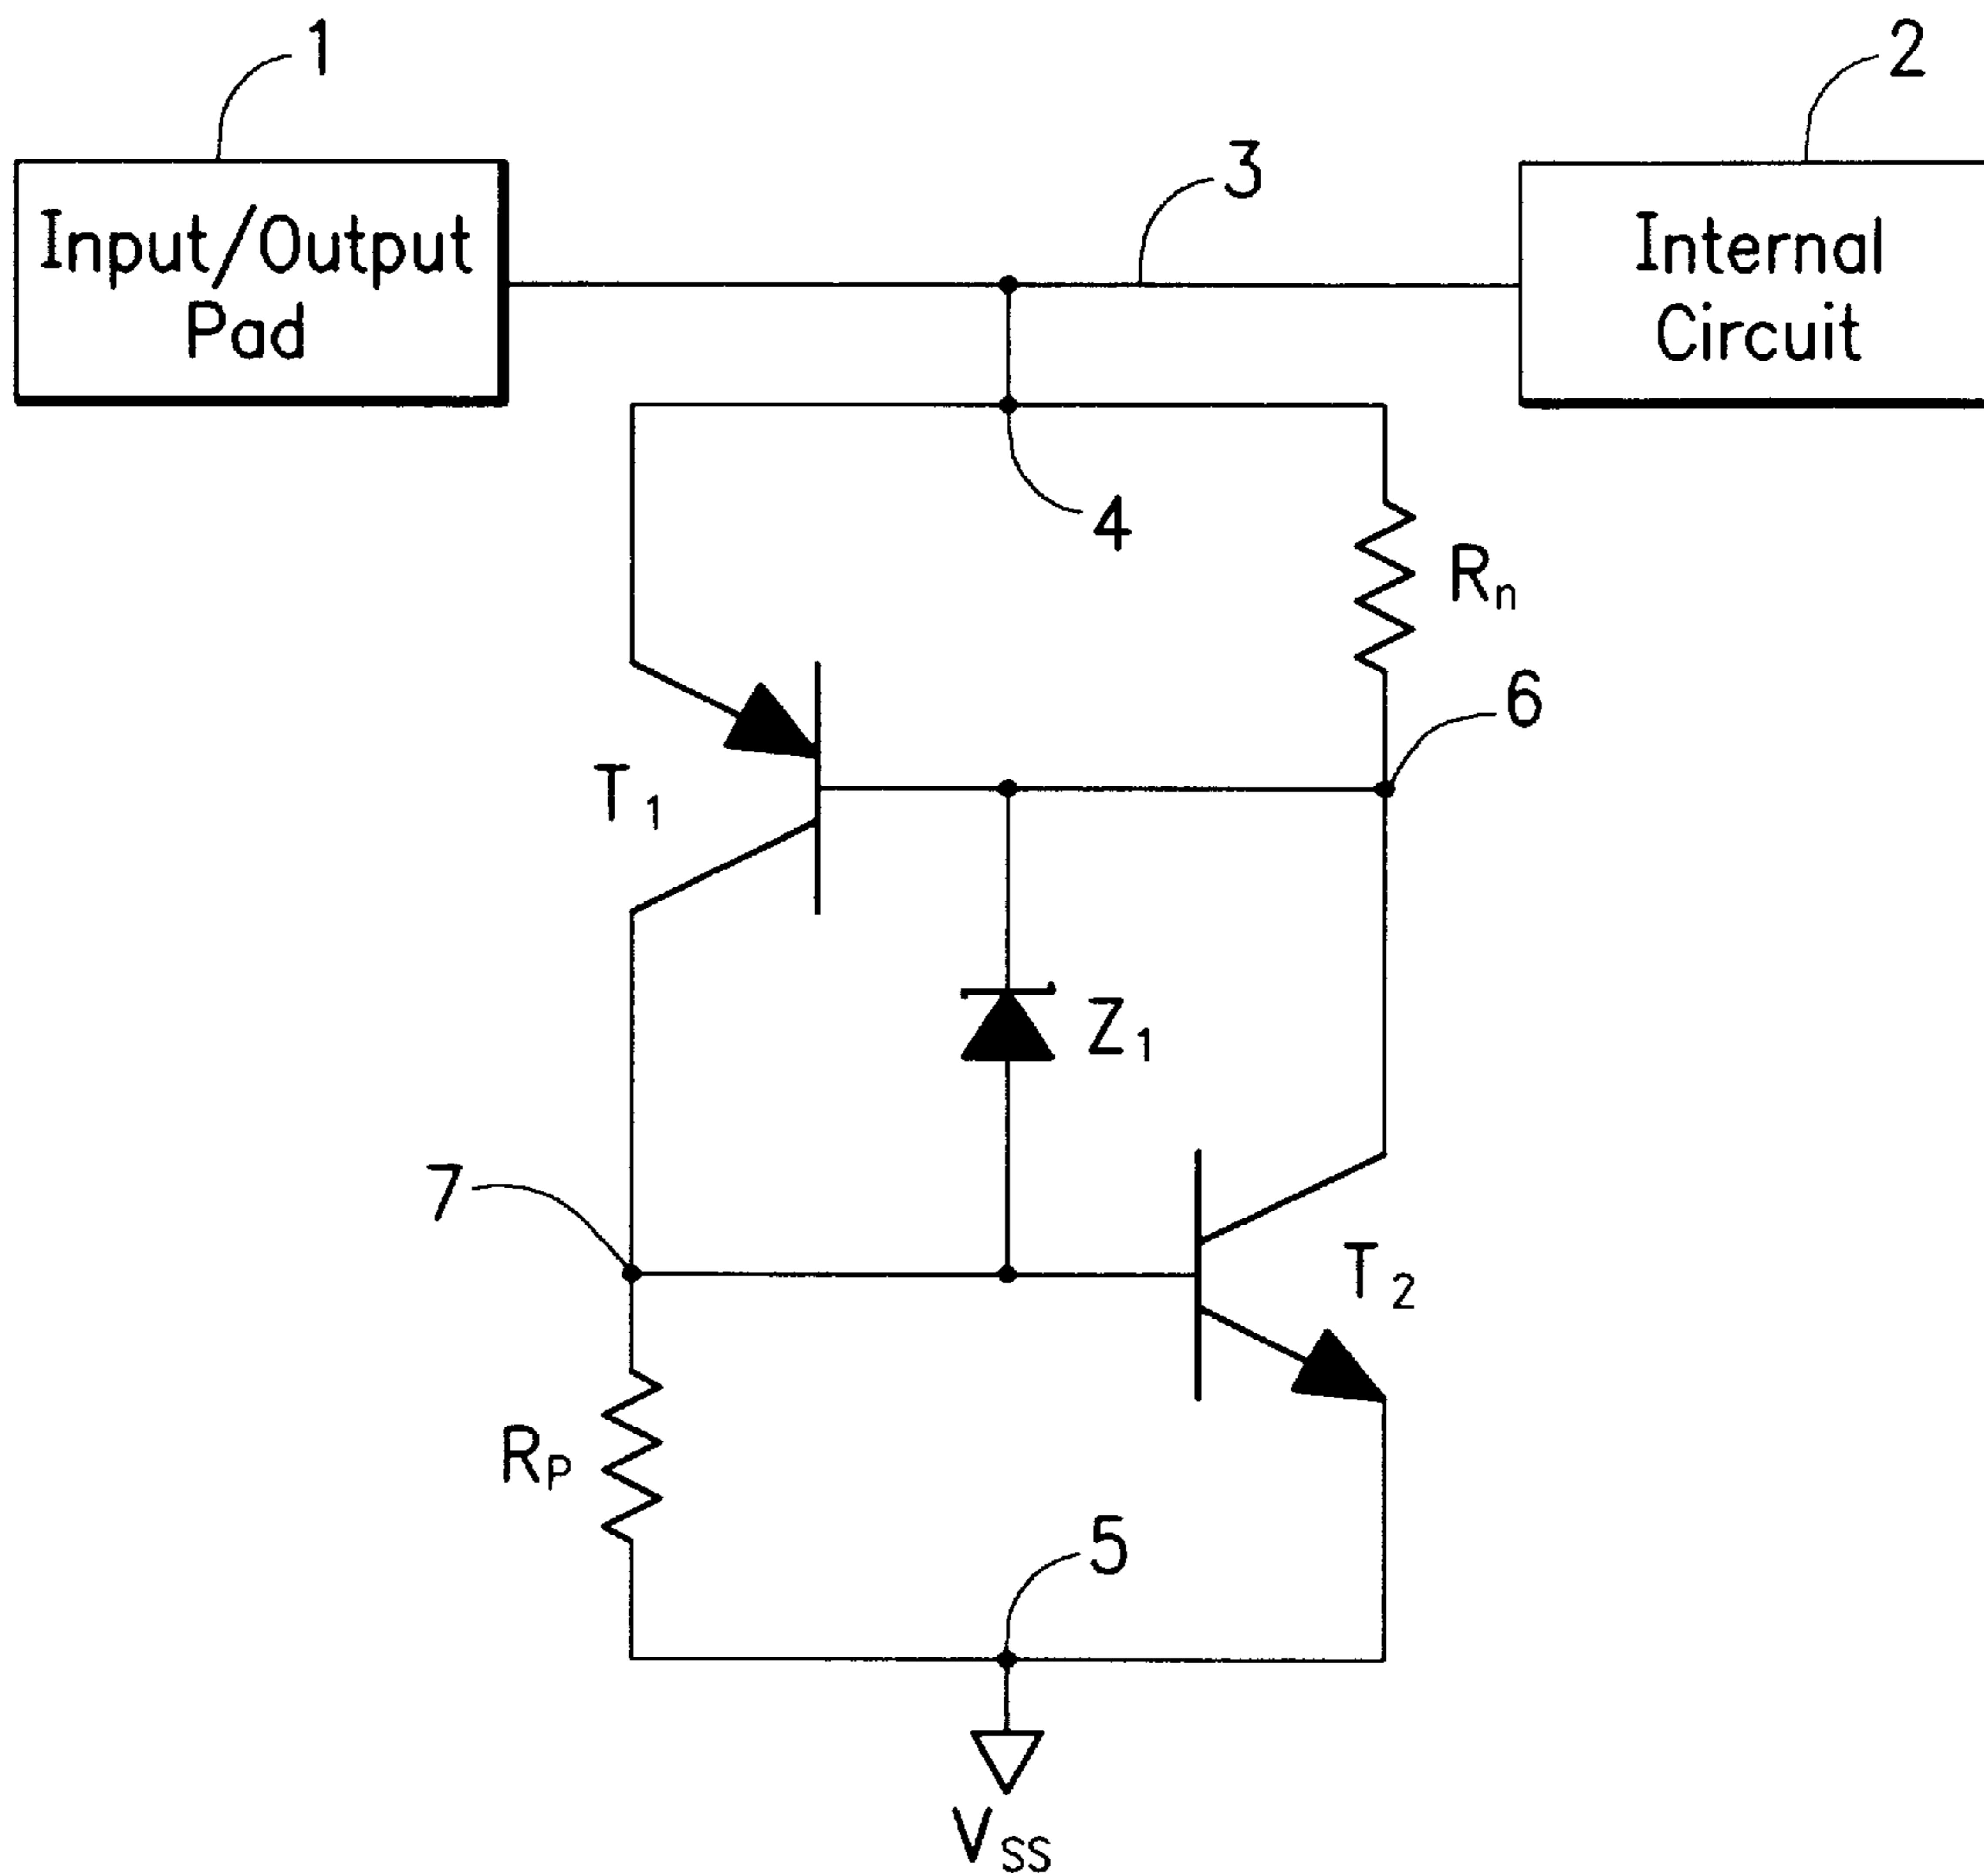 1
2
3
Input/Output
Pad
Internal
Circuit
4
Rn
6
T1
Z1
7
T2
RP
5
VSS